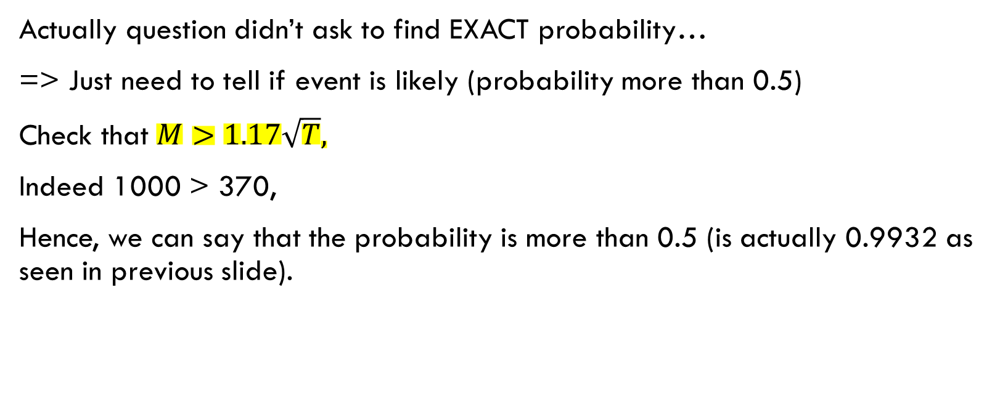 Actually question didn’t ask to find EXACT probability…
=> Just need to tell if event is likely (probability more than 0.5)
Check that 𝑀 > 1.17√𝑇,
Indeed 1000 > 370,
Hence, we can say that the probability is more than 0.5 (is actually 0.9932 as
seen in previous slide).